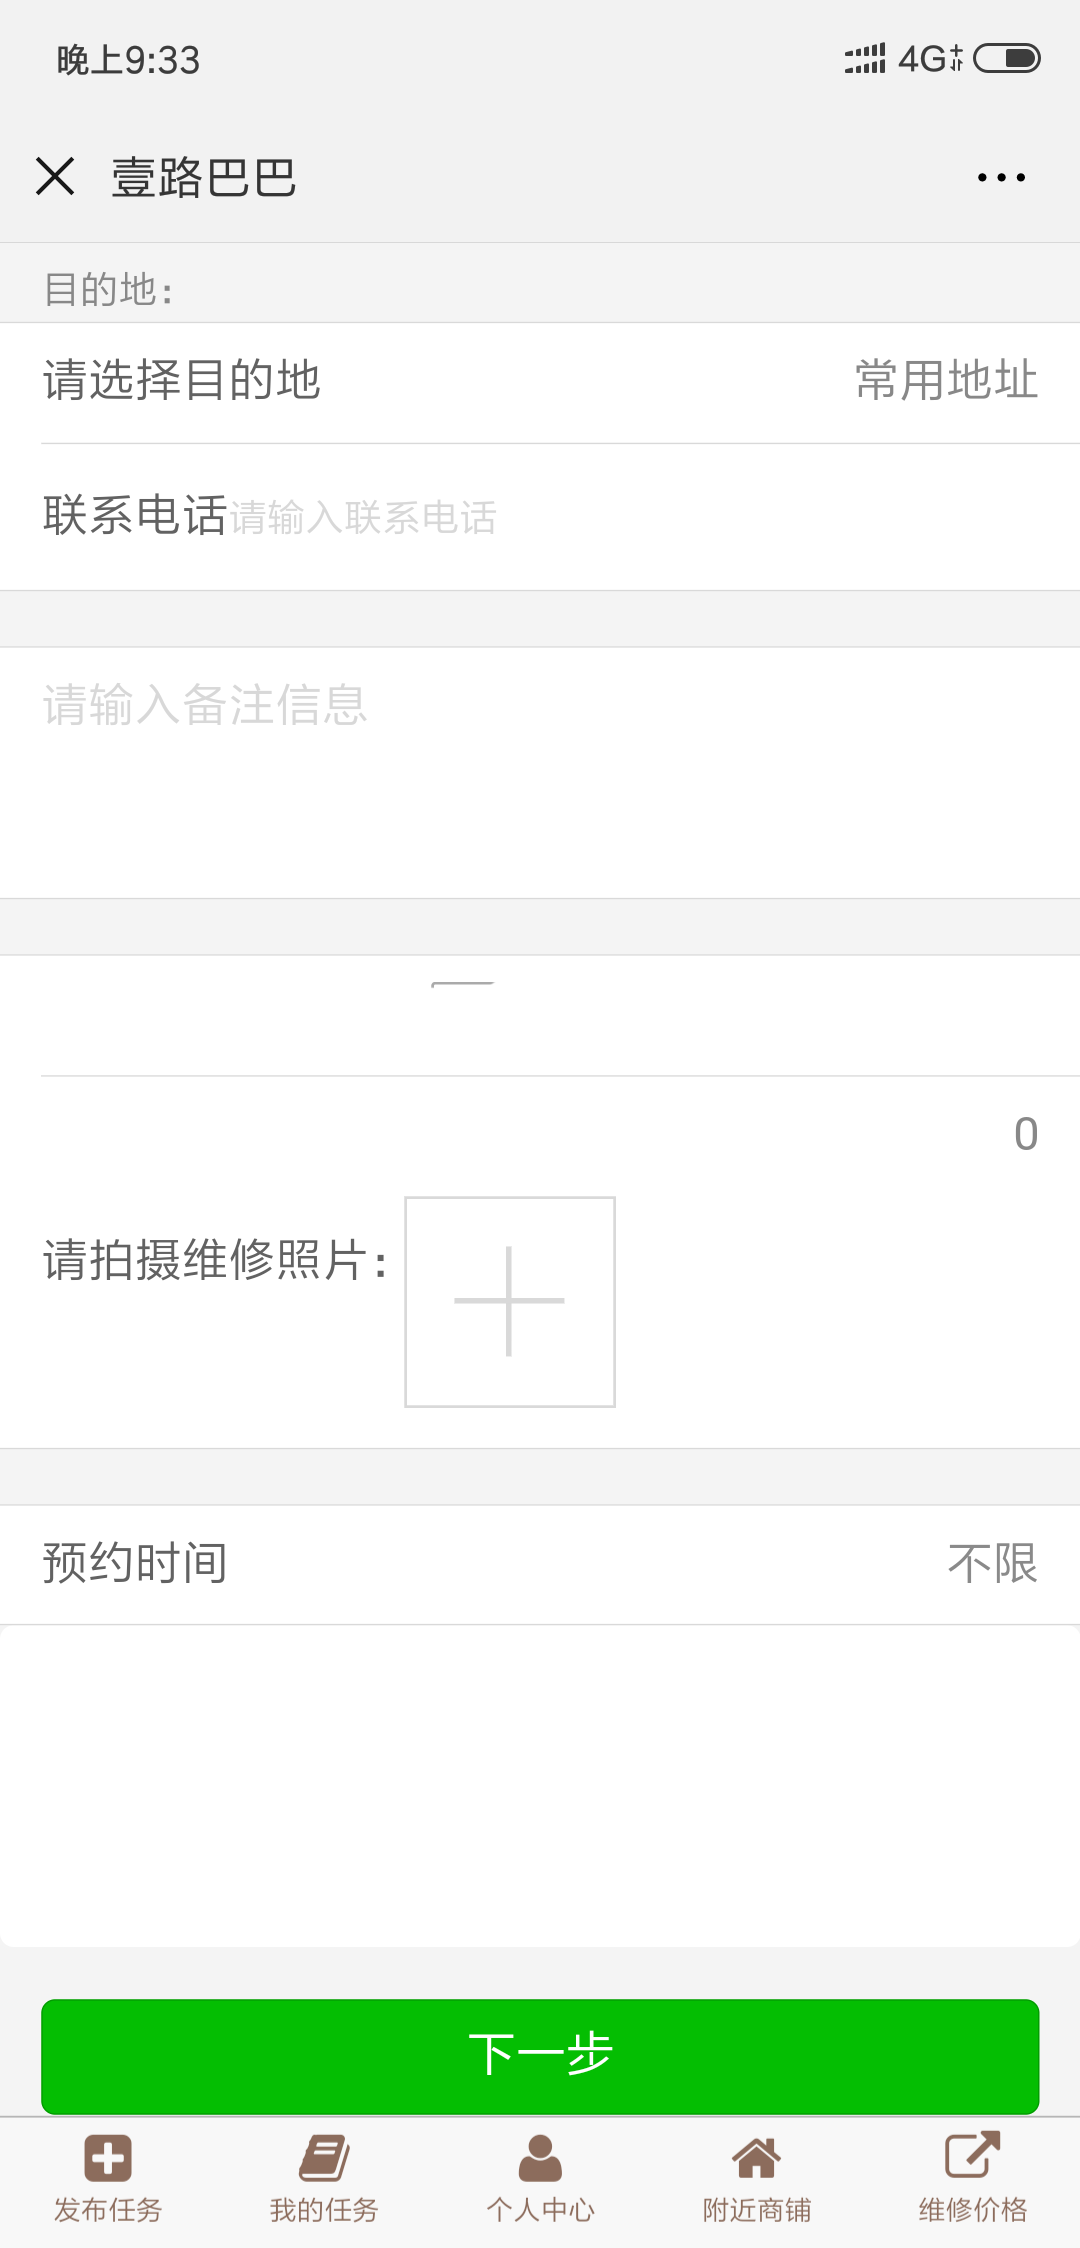 晚上9:33
4G+
壹路巴巴
目的地:
请选择目的地 常用地址
联系电话 请输入联系电话
请输入备注信息
0
请拍摄维修照片:
预约时间 不限
下一步
发布任务 我的任务 个人中心 附近商铺 维修价格